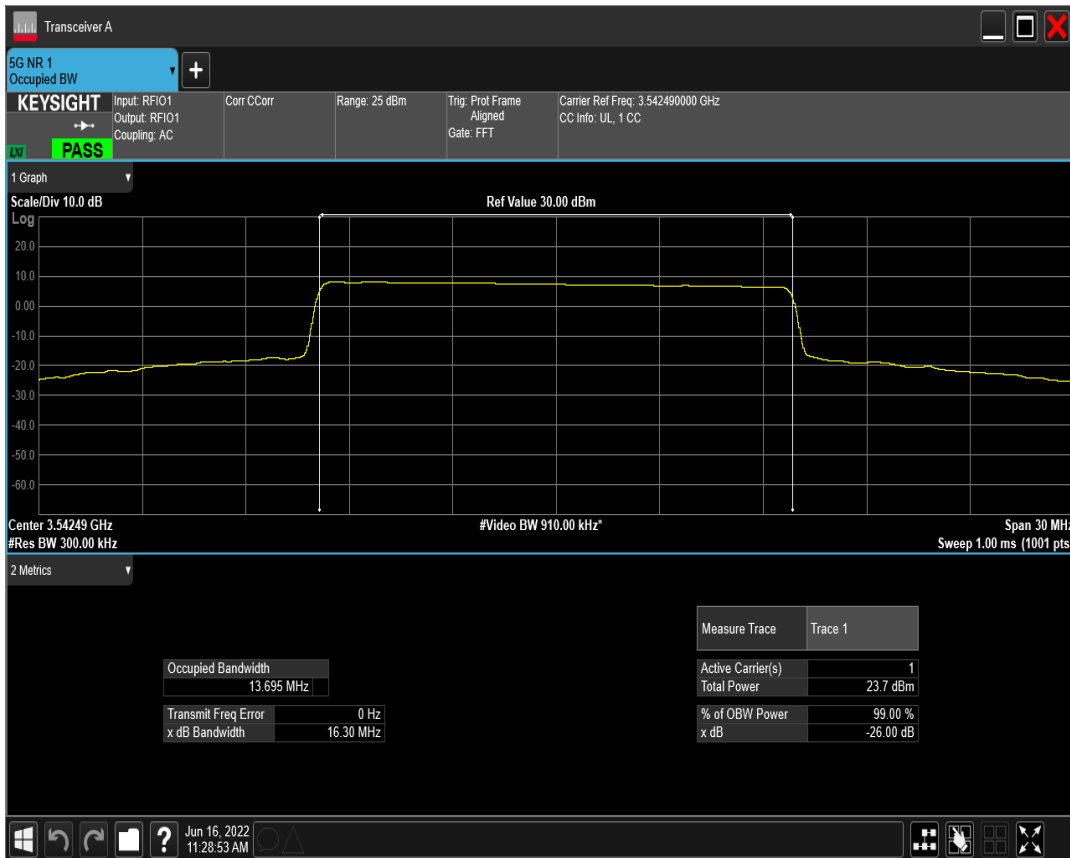 Transceiver A
5G NR 1
Occupied BW
+
KEYSIGHT
LXI
PASS
Input: RFIO1
Output: RFIO1
Coupling: AC
Corr CCorr
Range: 25 dBm
Trig: Prot Frame
Aligned
Gate: FFT
Carrier Ref Freq: 3.542490000 GHz
CC Info: UL, 1 CC
1 Graph
Scale/Div 10.0 dB
Ref Value 30.00 dBm
Log
20.0
10.0
0.00
-10.0
-20.0
-30.0
-40.0
-50.0
-60.0
Center 3.54249 GHz
#Video BW 910.00 kHz*
Span 30 MHz
#Res BW 300.00 kHz
Sweep 1.00 ms (1001 pts
2 Metrics
Measure Trace Trace 1
Occupied Bandwidth
13.695 MHz
Active Carrier(s) 1
Total Power 23.7 dBm
Transmit Freq Error 0 Hz
x dB Bandwidth 16.30 MHz
% of OBW Power 99.00 %
x dB -26.00 dB
?
Jun 16, 2022
11:28:53 AM